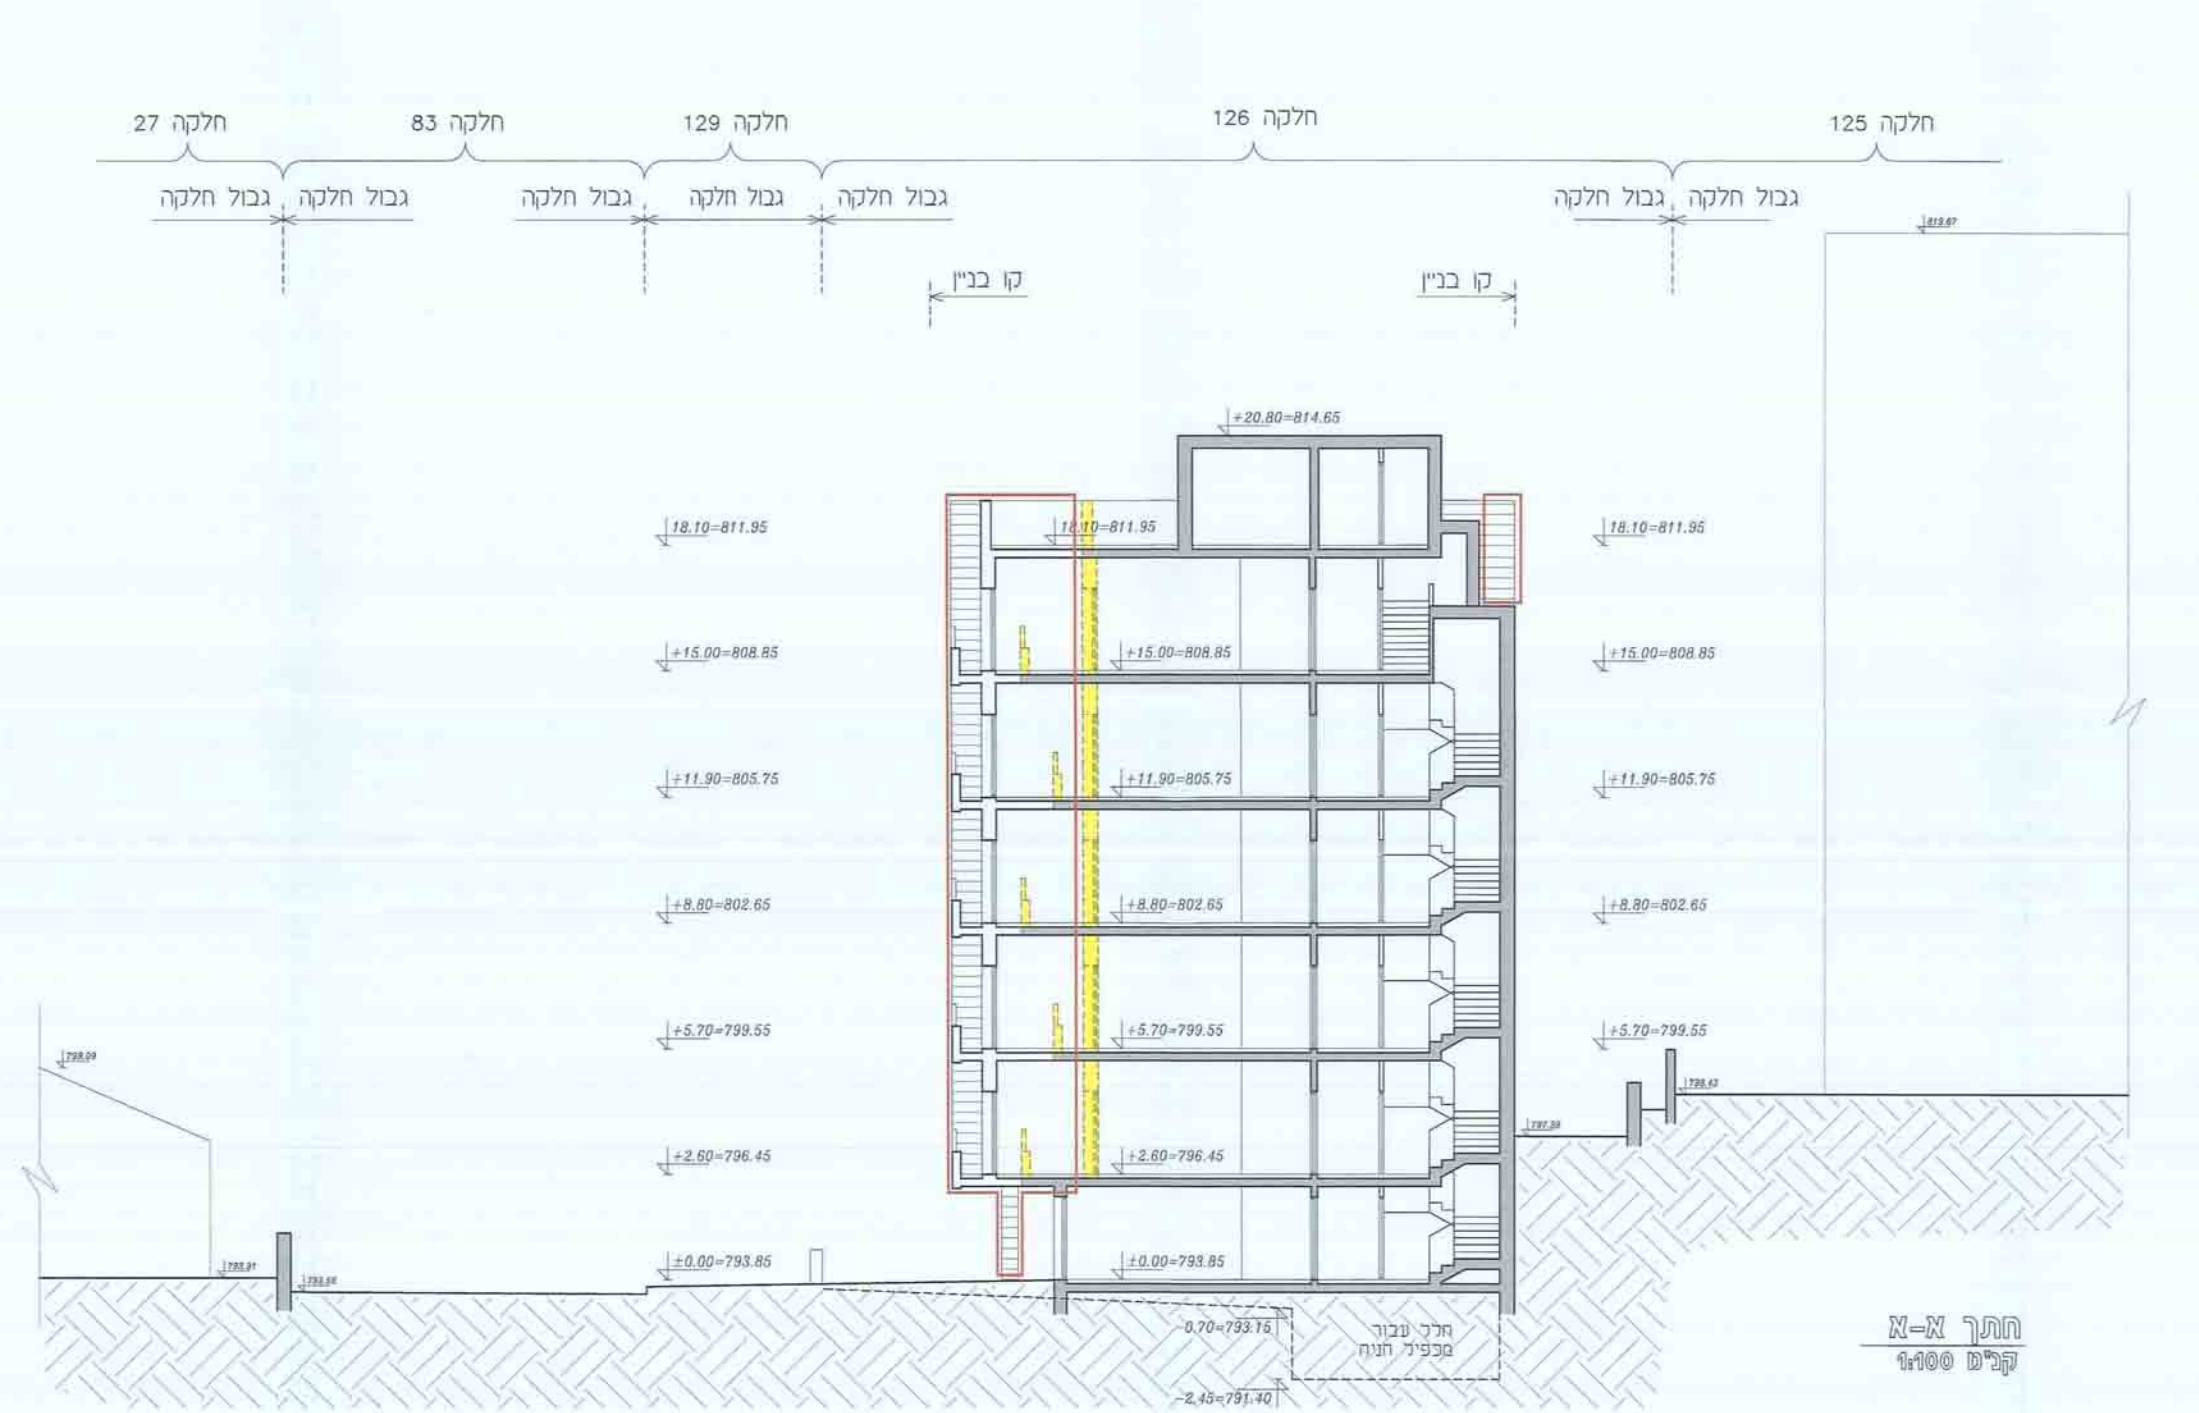 חלקה 27
חלקה 83
חלקה 129
חלקה 126
חלקה 125
גבול חלקה
גבול חלקה
גבול חלקה
גבול חלקה
גבול חלקה
גבול חלקה
גבול חלקה
819.67
קו בניין
קו בניין
+20.80=814.65
18.10=811.95
18.10=811.95
18.10=811.95
+15.00=808.85
+15.00=808.85
+15.00=808.85
+11.90=805.75
+11.90=805.75
+11.90=805.75
+8.80=802.65
+8.80=802.65
+8.80=802.65
+5.70=799.55
+5.70=799.55
+5.70=799.55
+2.60=796.45
+2.60=796.45
±0.00=793.85
±0.00=793.85
-0.70=793.15
חלל עבור
מכפיל חניה
-2.45=791.40
חתך א-א
קנ"מ 1:100